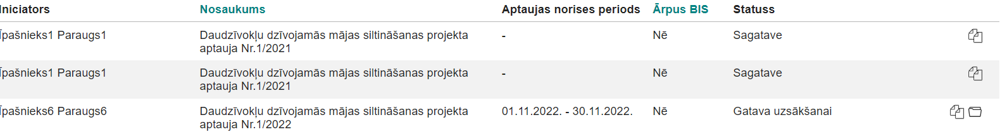 Iniciators Nosaukums Aptaujas norises periods Ārpus BIS Statuss
Īpašnieks1 Paraugs1 Daudzīvokļu dzīvojamās mājas siltināšanas projekta - Nē Sagatave
aptauja Nr.1/2021
Īpašnieks1 Paraugs1 Daudzīvokļu dzīvojamās mājas siltināšanas projekta - Nē Sagatave
aptauja Nr.1/2021
Īpašnieks6 Paraugs6 Daudzīvokļu dzīvojamās mājas siltināšanas projekta 01.11.2022. - 30.11.2022. Nē Gatava uzsākšanai
aptauja Nr.1/2022